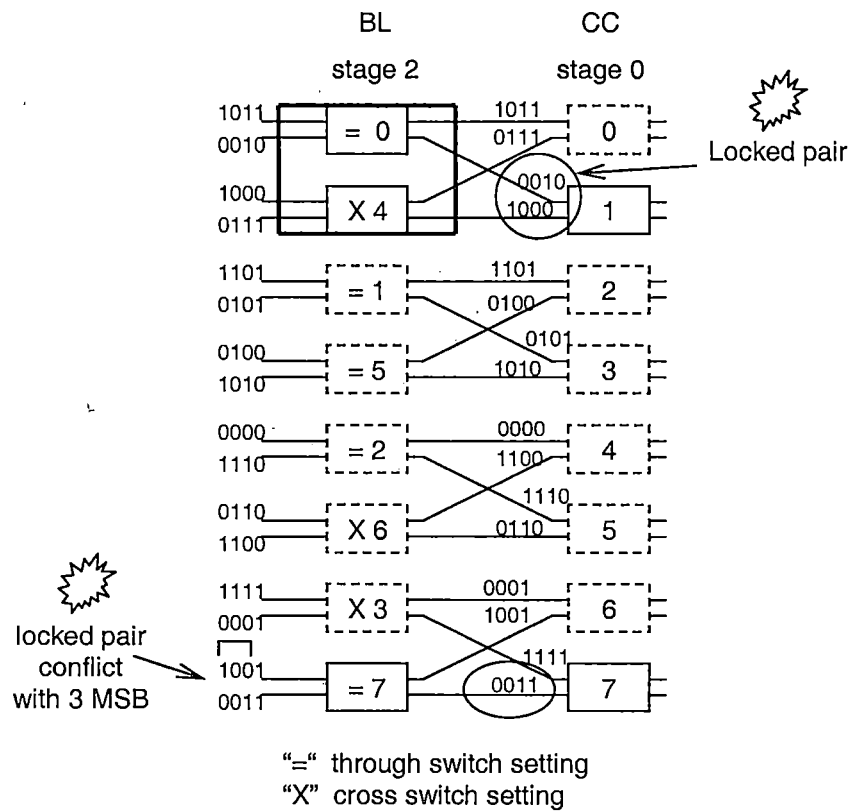 BL CC
stage 2 stage 0
1011 = 0 1011 0
0010 0111
Locked pair
1000 X 4 0010 1
0111 1000
1101 = 1 1101 2
0101 0100
0100 = 5 0101 3
1010 1010
0000 = 2 0000 4
1110 1100
0110 X 6 1110 5
1100 0110
1111 X 3 0001 6
0001 1001
locked pair
conflict
with 3 MSB
1001 = 7 1111 7
0011 0011
"=" through switch setting
"X" cross switch setting